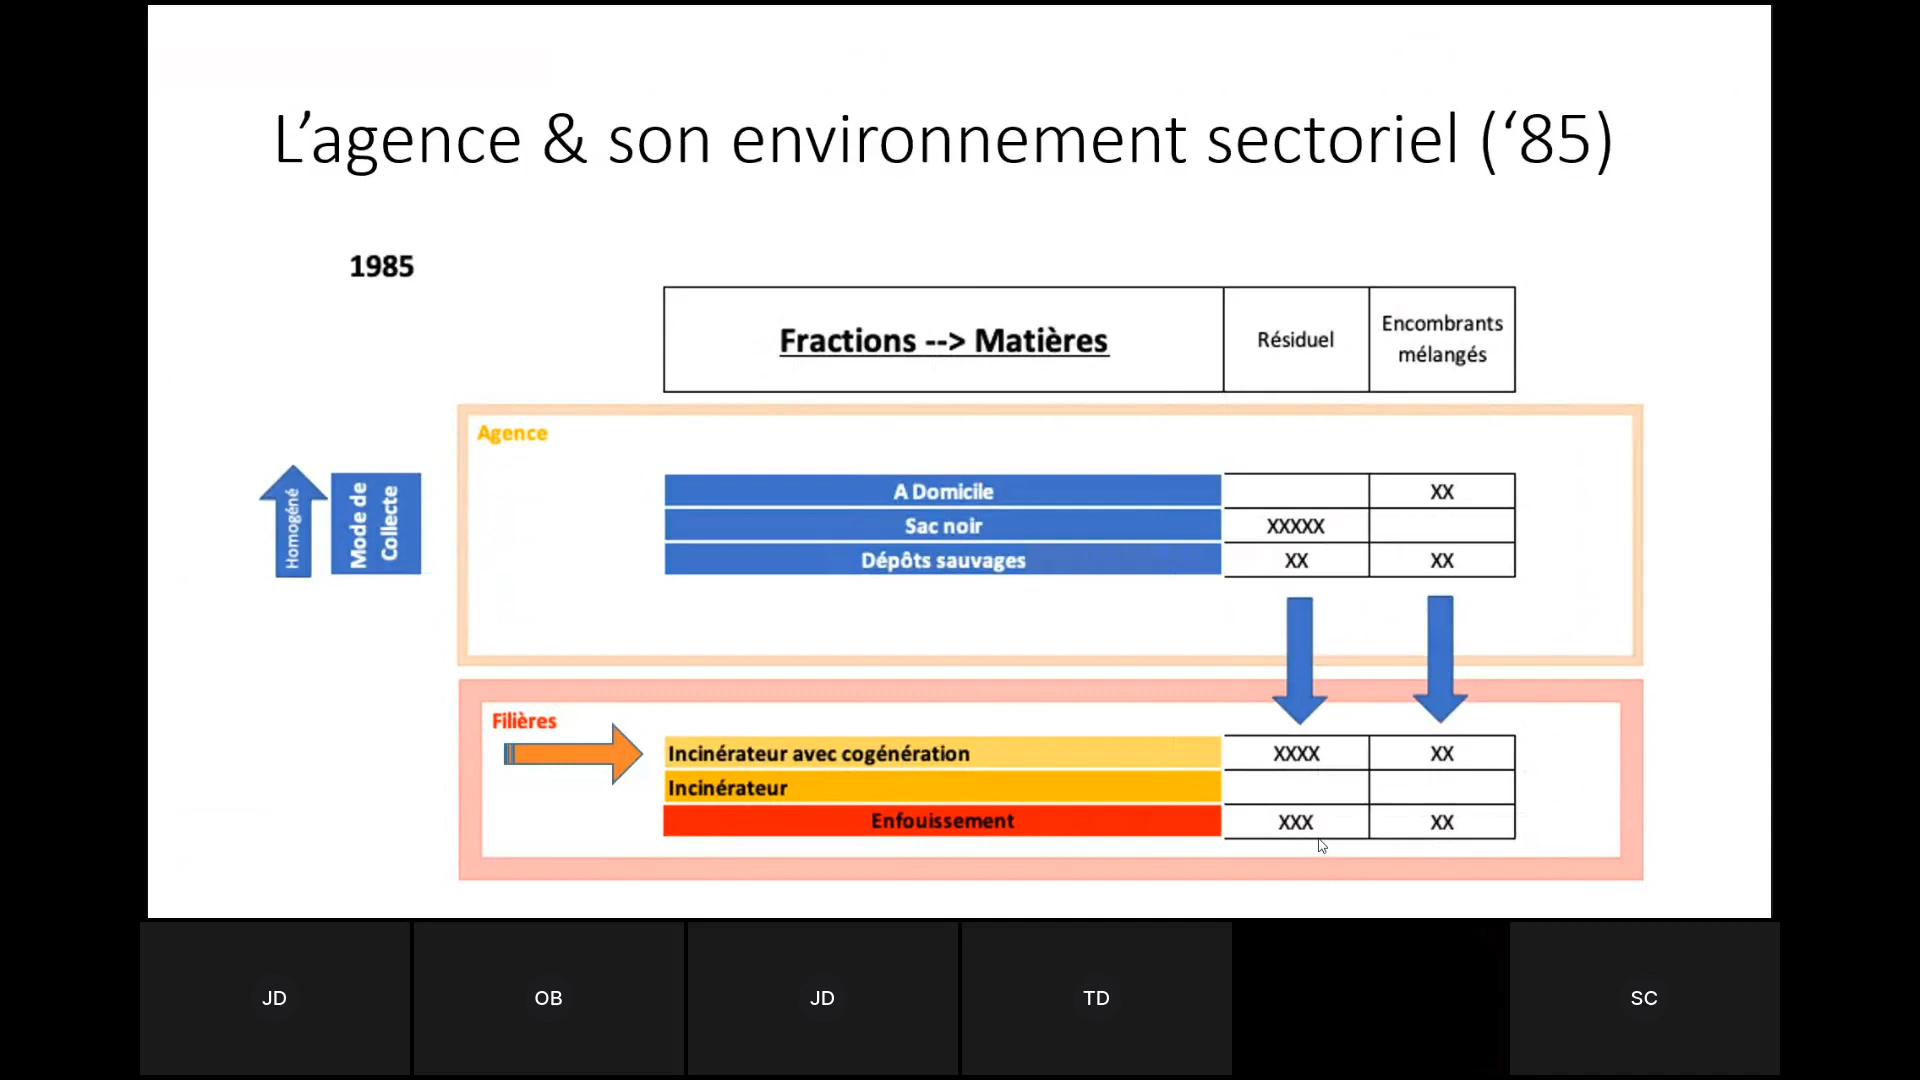 L’agence & son environnement sectoriel (‘85)
1985
Fractions --> Matières
Résiduel
Encombrants
mélangés
Agence
Homogéné
Mode de
Collecte
A Domicile
XX
Sac noir
XXXXX
Dépôts sauvages
XX
XX
Filières
Incinérateur avec cogénération
XXXX
XX
Incinérateur
Enfouissement
XXX
XX
JD
OB
JD
TD
SC